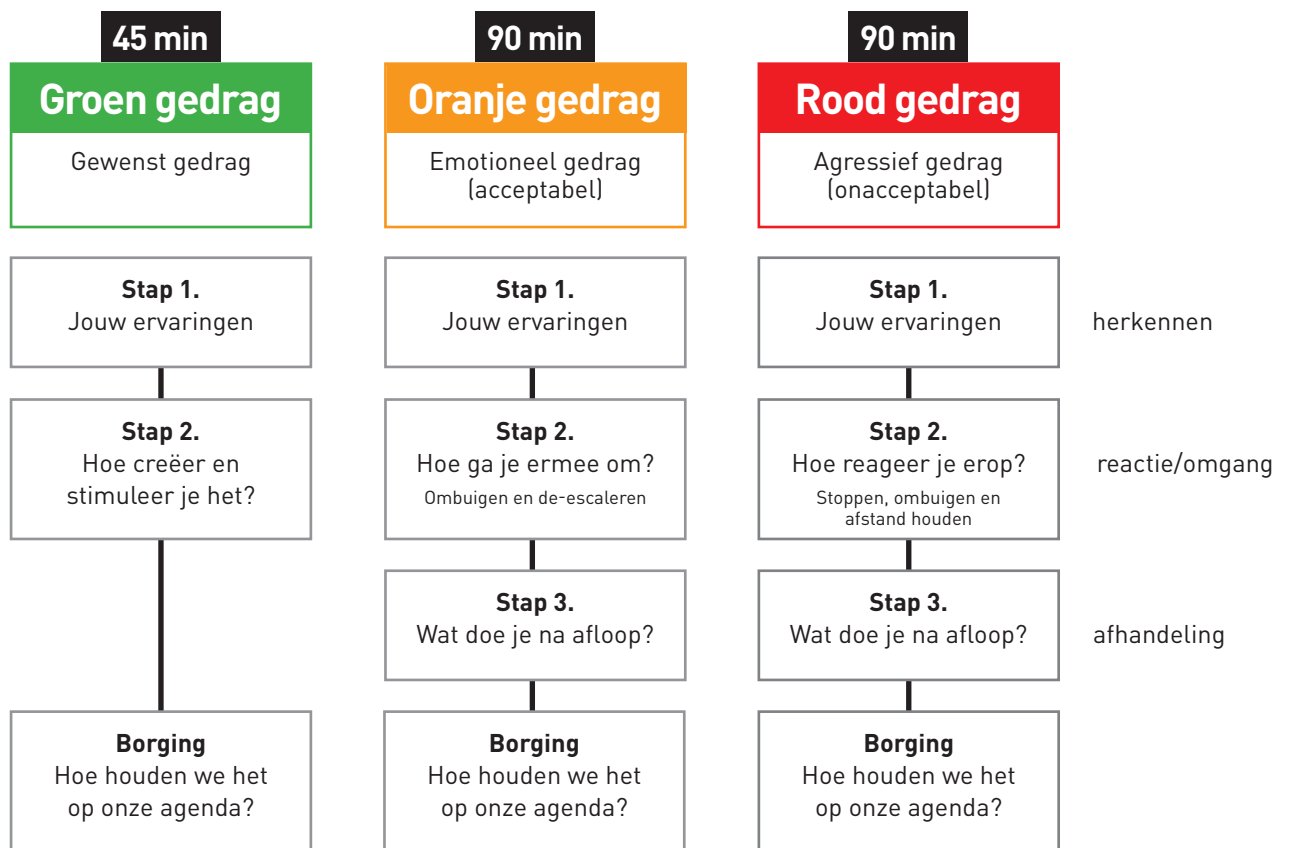 45 min
Groen gedrag
Gewenst gedrag
Stap 1.
Jouw ervaringen
Stap 2.
Hoe creëer en
stimuleer je het?
Borging
Hoe houden we het
op onze agenda?
90 min
Oranje gedrag
Emotioneel gedrag
(acceptabel)
Stap 1.
Jouw ervaringen
Stap 2.
Hoe ga je ermee om?
Ombuigen en de-escaleren
Stap 3.
Wat doe je na afloop?
Borging
Hoe houden we het
op onze agenda?
90 min
Rood gedrag
Agressief gedrag
(onacceptabel)
Stap 1.
Jouw ervaringen
Stap 2.
Hoe reageer je erop?
Stoppen, ombuigen en
afstand houden
Stap 3.
Wat doe je na afloop?
Borging
Hoe houden we het
op onze agenda?
herkennen
reactie/omgang
afhandeling